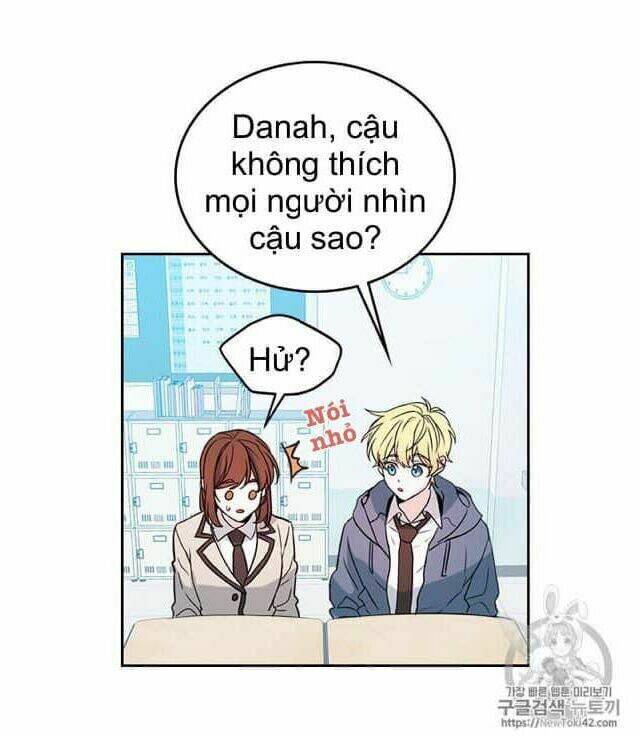 Danah, cậu
không thích
mọi người nhìn
cậu sao?
Hử?
Nói
nhỏ
가장 빠른 웹툰 미리보기
구글검색 뉴토끼
https://NewToki42.com